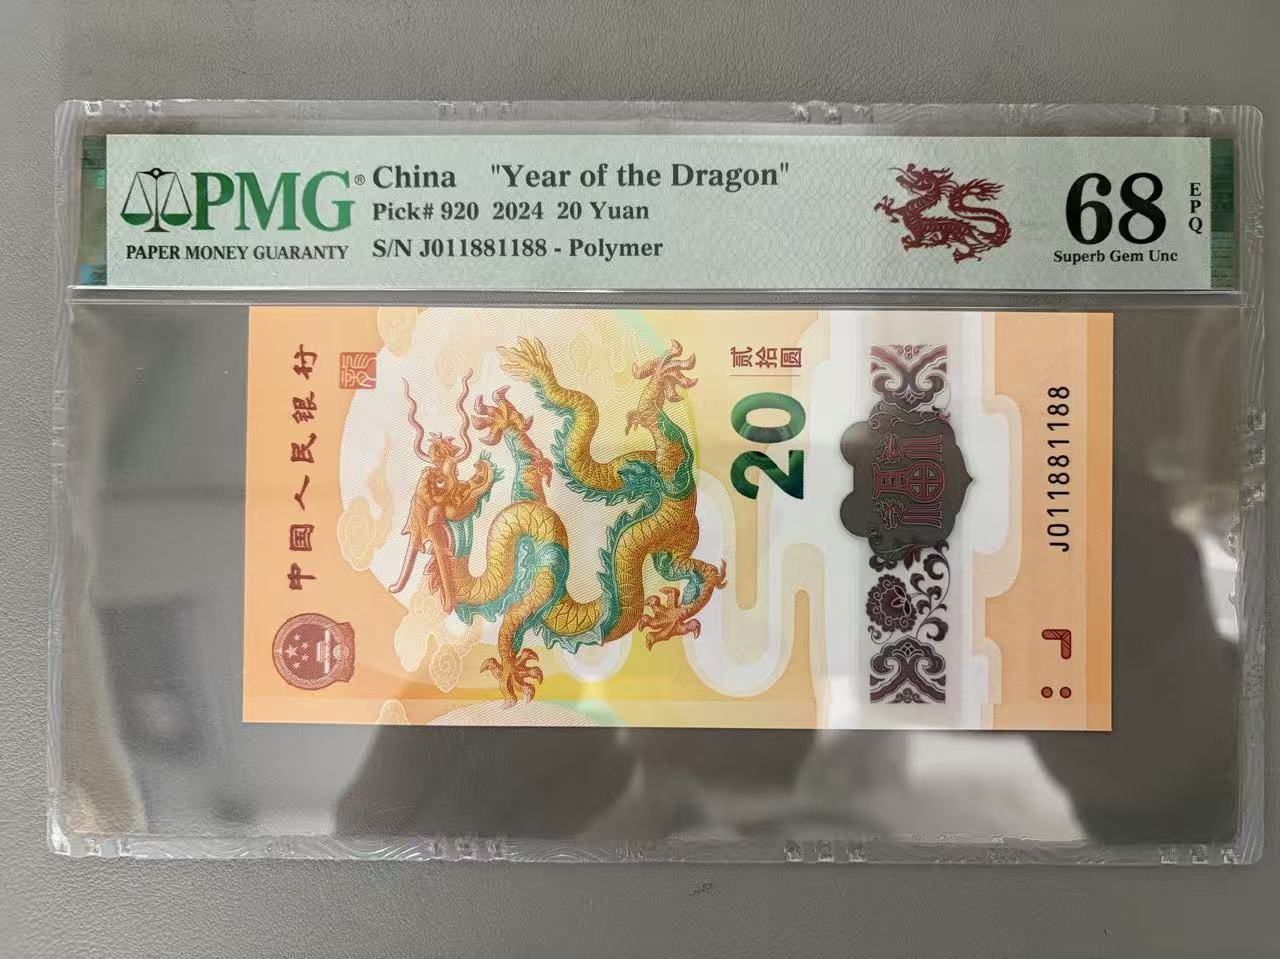 PMG®
PAPER MONEY GUARANTY
China "Year of the Dragon"
Pick# 920 2024 20 Yuan
S/N J011881188 - Polymer
68
EPQ
Superb Gem Unc
中国人民银行
贰拾圆
20
J011881188